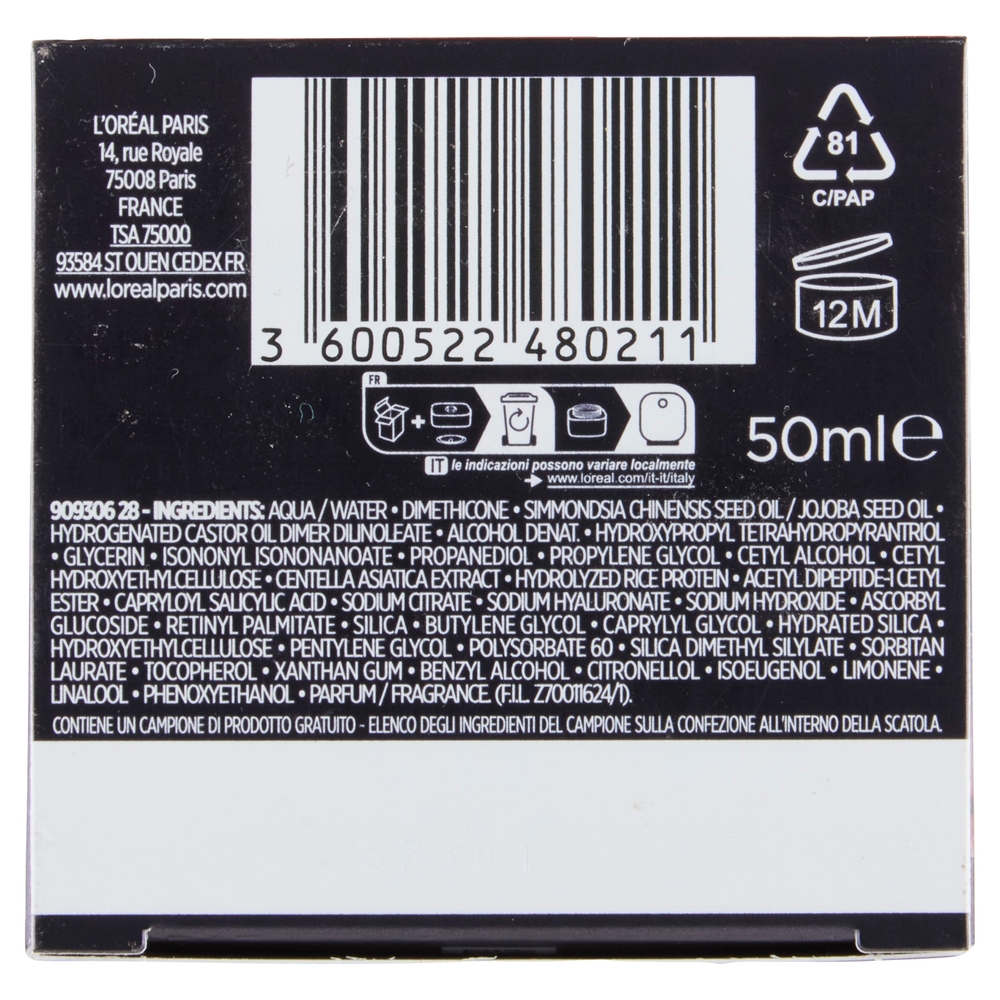 L'ORÉAL PARIS
14, rue Royale
75008 Paris
FRANCE
TSA 75000
93584 ST OUEN CEDEX FR
www.lorealparis.com
3 600522 480211
81
C/PAP
12 M
FR
+
50ml e
IT le indicazioni possono variare localmente
www.loreal.com/it-it/italy
909306 28 - INGREDIENTS: AQUA / WATER • DIMETHICONE • SIMMONDSIA CHINENSIS SEED OIL / JOJOBA SEED OIL •
HYDROGENATED CASTOR OIL DIMER DILINOLEATE • ALCOHOL DENAT. • HYDROXYPROPYL TETRAHYDROPYRANTRIOL
• GLYCERIN • ISONONYL ISONONANOATE • PROPANEDIOL • PROPYLENE GLYCOL • CETYL ALCOHOL • CETYL
HYDROXYETHYLCELLULOSE • CENTELLA ASIATICA EXTRACT • HYDROLYZED RICE PROTEIN • ACETYL DIPEPTIDE-1 CETYL
ESTER • CAPRYLOYL SALICYLIC ACID • SODIUM CITRATE • SODIUM HYALURONATE • SODIUM HYDROXIDE • ASCORBYL
GLUCOSIDE • RETINYL PALMITATE • SILICA • BUTYLENE GLYCOL • CAPRYLYL GLYCOL • HYDRATED SILICA •
HYDROXYETHYLCELLULOSE • PENTYLENE GLYCOL • POLYSORBATE 60 • SILICA DIMETHYL SILYLATE • SORBITAN
LAURATE • TOCOPHEROL • XANTHAN GUM • BENZYL ALCOHOL • CITRONELLOL • ISOEUGENOL • LIMONENE •
LINALOOL • PHENOXYETHANOL • PARFUM / FRAGRANCE. (F.I.L. Z70011624/1).
CONTIENE UN CAMPIONE DI PRODOTTO GRATUITO - ELENCO DEGLI INGREDIENTI DEL CAMPIONE SULLA CONFEZIONE ALL'INTERNO DELLA SCATOLA.